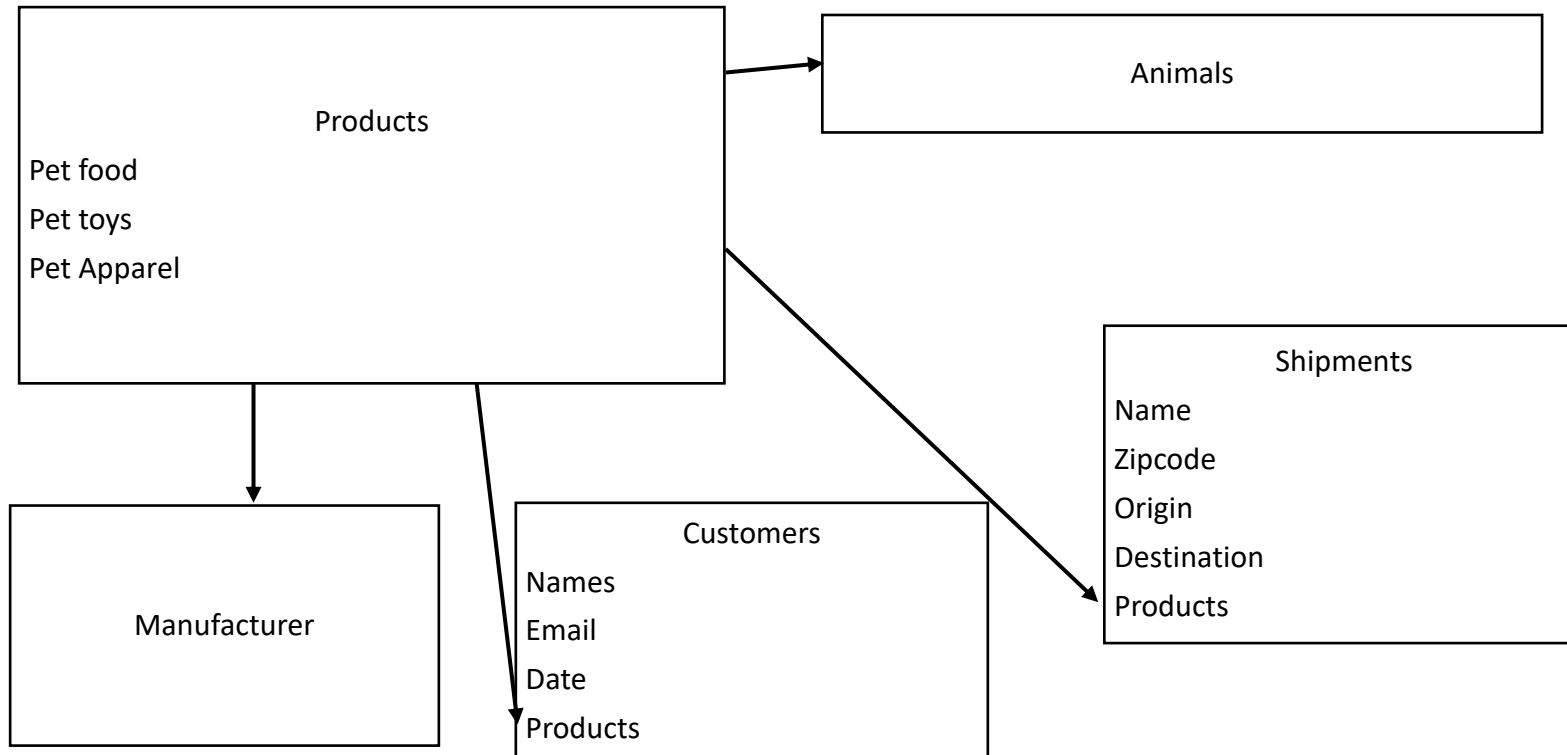 Products
Pet food
Pet toys
Pet Apparel
Animals
Shipments
Name
Zipcode
Origin
Destination
Products
Manufacturer
Customers
Names
Email
Date
Products